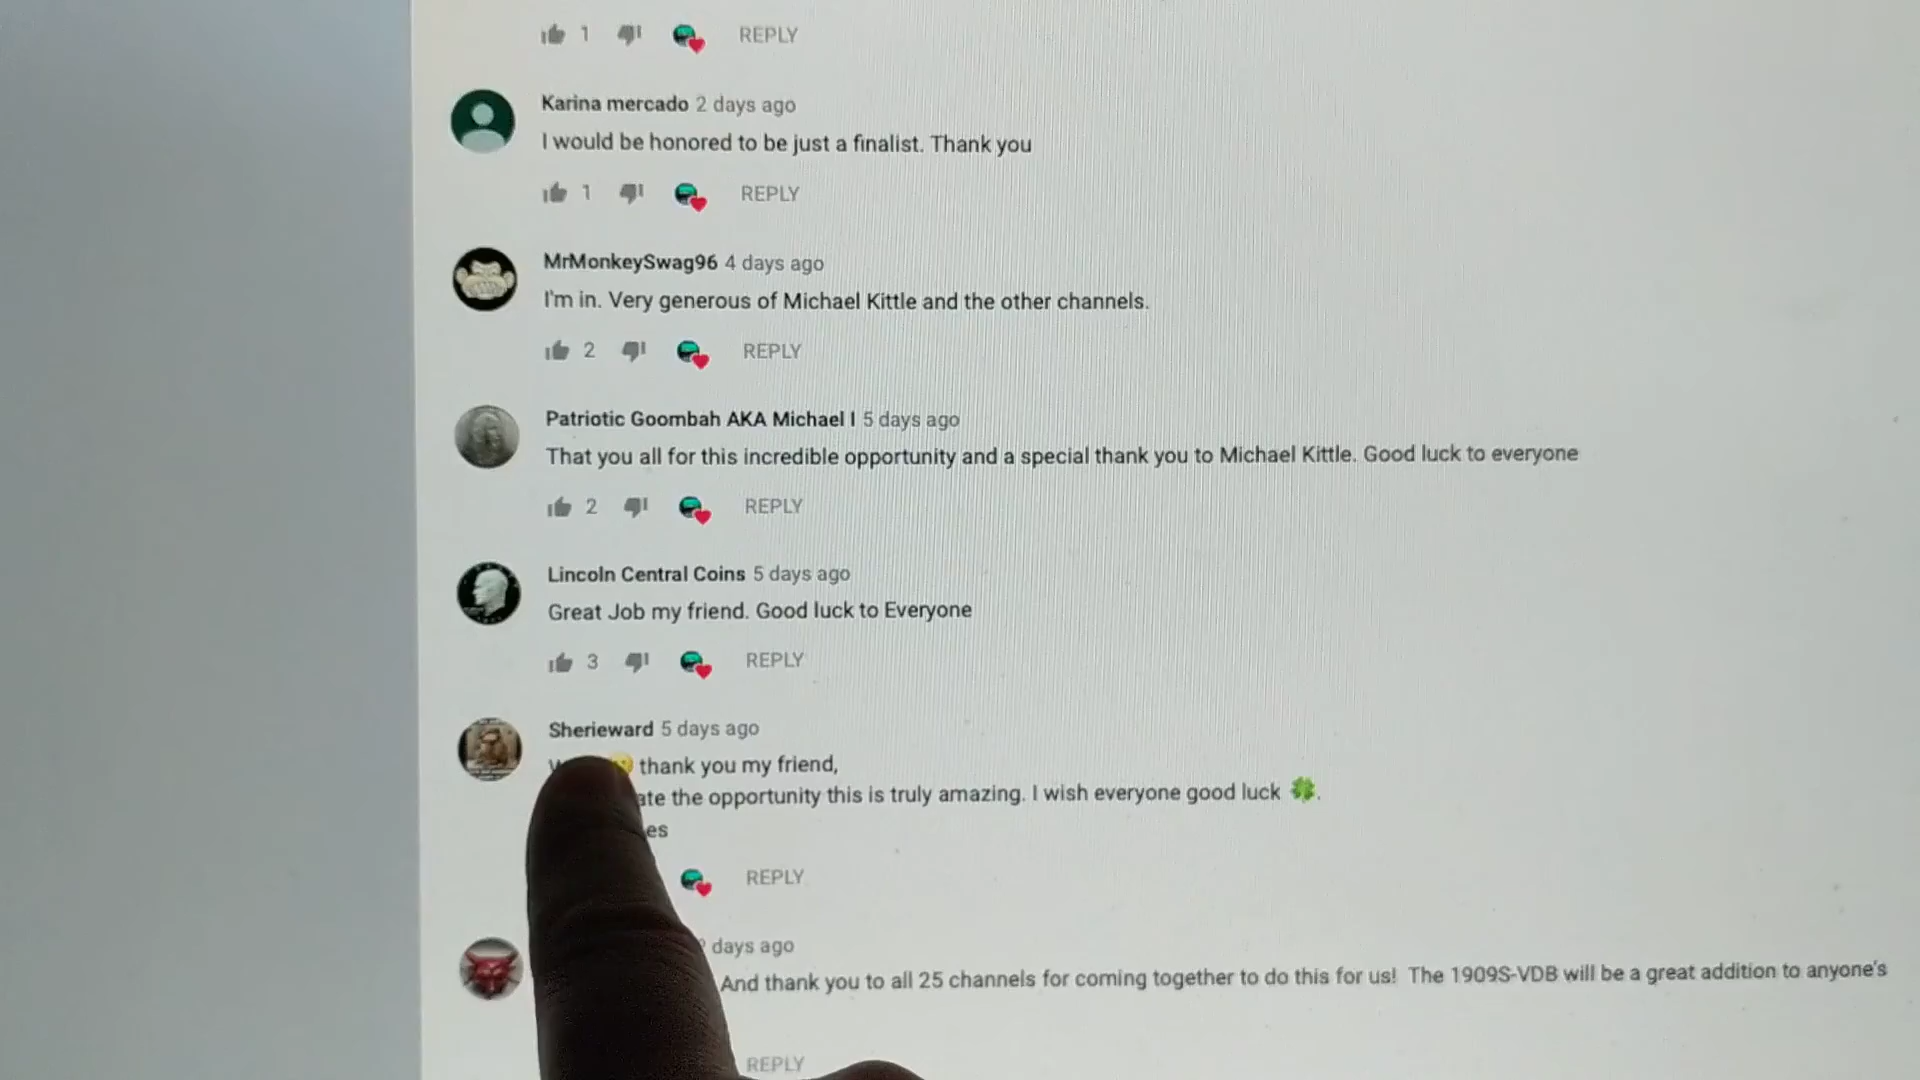 1 REPLY
Karina mercado 2 days ago
I would be honored to be just a finalist. Thank you
1 REPLY
MrMonkeySwag96 4 days ago
I'm in. Very generous of Michael Kittle and the other channels.
2 REPLY
Patriotic Goombah AKA Michael I 5 days ago
That you all for this incredible opportunity and a special thank you to Michael Kittle. Good luck to everyone
2 REPLY
Lincoln Central Coins 5 days ago
Great Job my friend. Good luck to Everyone
3 REPLY
Sherieward 5 days ago
thank you my friend,
the opportunity this is truly amazing. I wish everyone good luck 🍀.
REPLY
days ago
And thank you to all 25 channels for coming together to do this for us! The 1909S-VDB will be a great addition to anyone's
REPLY